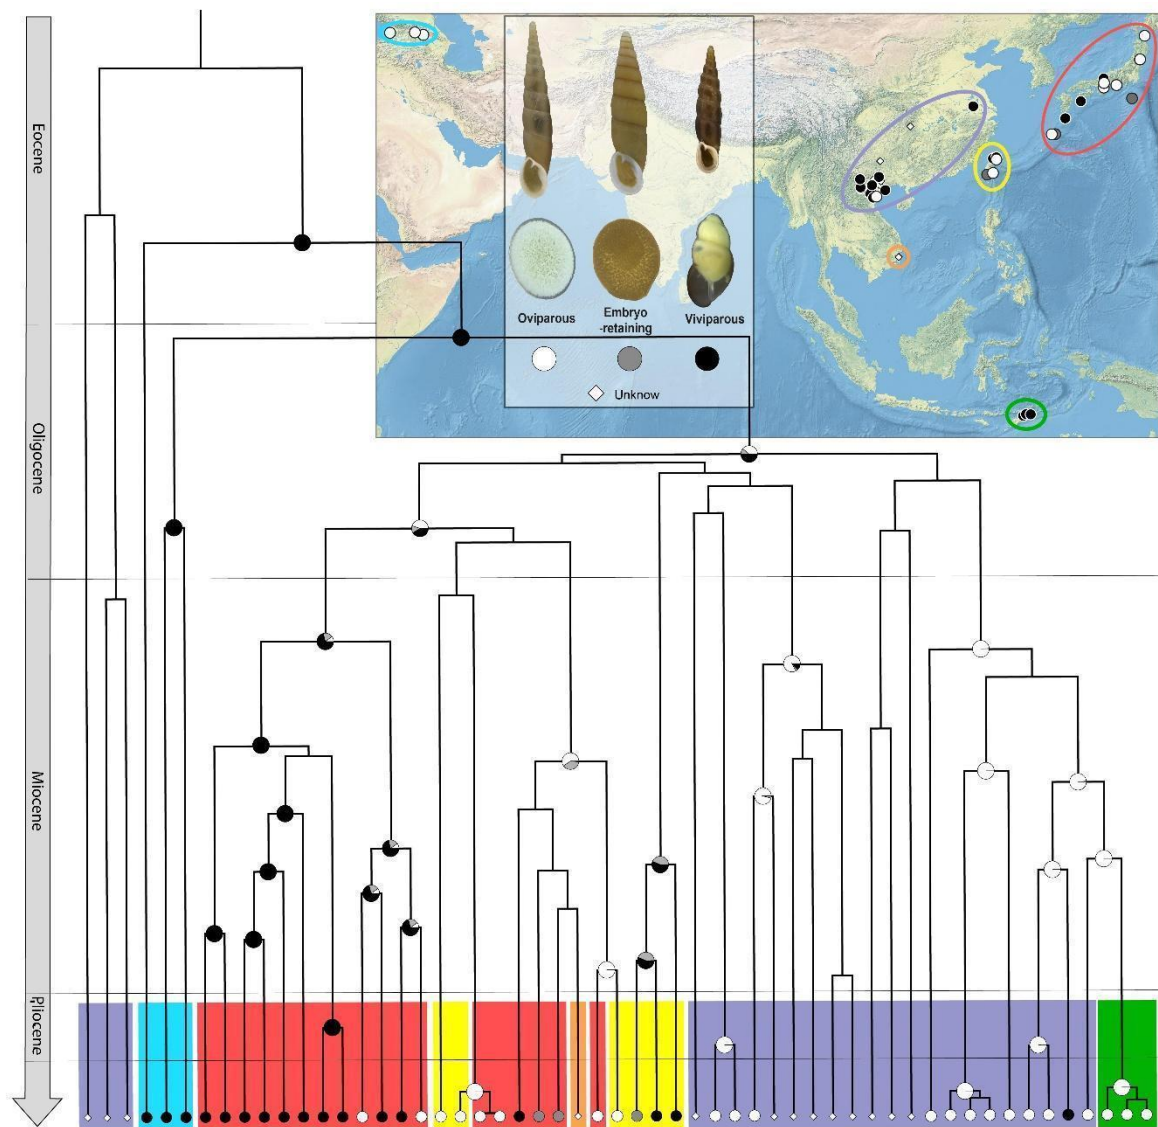 Eocene
Oligocene
Miocene
Pliocene
Oviparous
Embryo
-retaining
Viviparous
Unknow